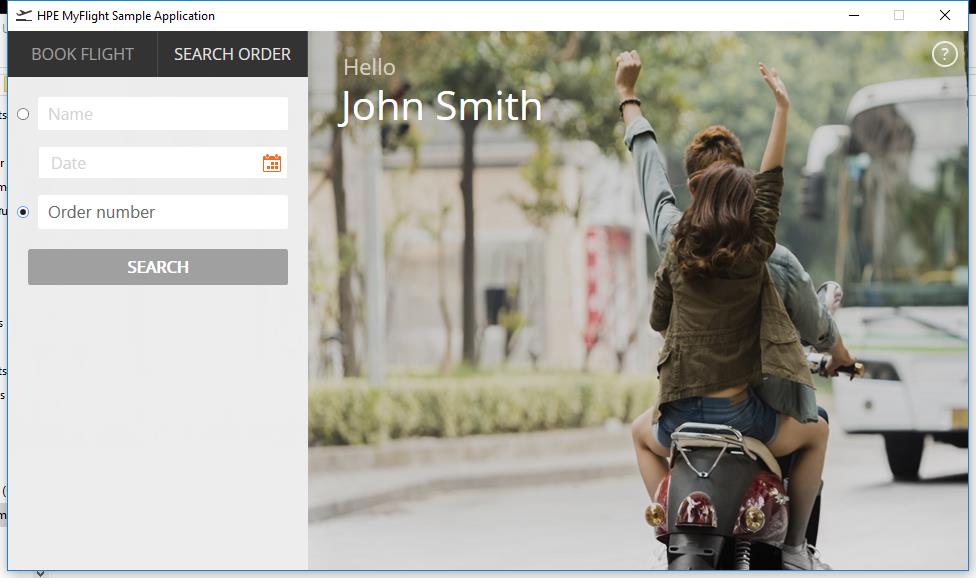 HPE MyFlight Sample Application
BOOK FLIGHT
SEARCH ORDER
Name
Date
Order number
SEARCH
Hello
John Smith
?